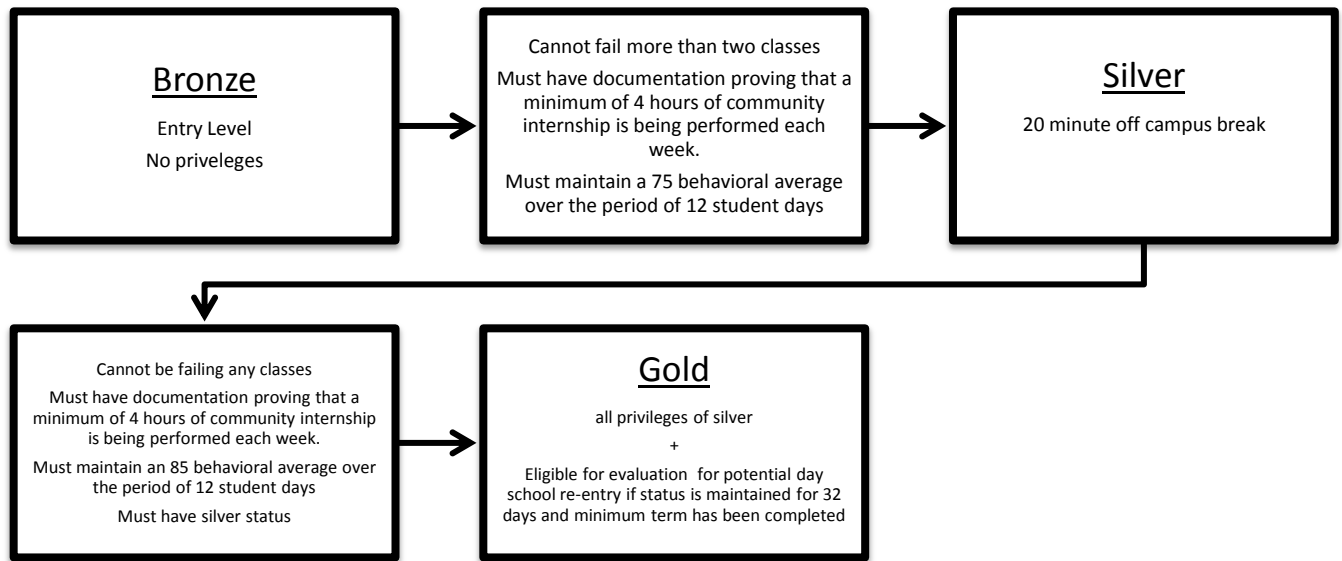 Bronze
Entry Level
No priveleges
Cannot fail more than two classes
Must have documentation proving that a
minimum of 4 hours of community
internship is being performed each
week.
Must maintain a 75 behavioral average
over the period of 12 student days
Silver
20 minute off campus break
Cannot be failing any classes
Must have documentation proving that a
minimum of 4 hours of community internship
is being performed each week.
Must maintain an 85 behavioral average over
the period of 12 student days
Must have silver status
Gold
all privileges of silver
+
Eligible for evaluation for potential day
school re-entry if status is maintained for 32
days and minimum term has been completed